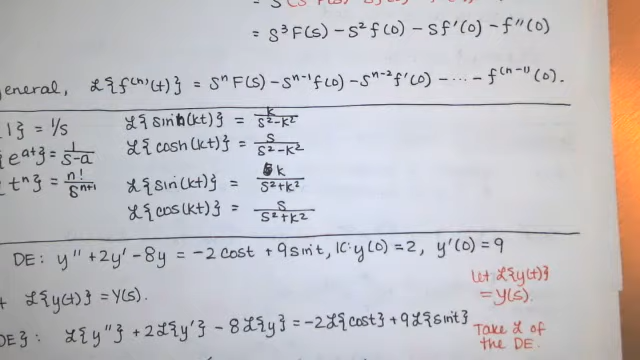 = s³F(s) - s²f(0) - sf'(0) - f''(0)
general, ℒ{f⁽ⁿ⁾(t)} = sⁿF(s) - sⁿ⁻¹f(0) - sⁿ⁻²f'(0) - ... - f⁽ⁿ⁻¹⁾(0).
1} = 1/s
ℒ{sinh(kt)} = k/(s²-k²)
{e^{at}} = 1/(s-a)
ℒ{cosh(kt)} = s/(s²-k²)
tⁿ} = n!/sⁿ⁺¹
ℒ{sin(kt)} = k/(s²+k²)
ℒ{cos(kt)} = s/(s²+k²)
DE: y'' + 2y' - 8y = -2cost + 9sint, IC: y(0) = 2, y'(0) = 9
ℒ{y(t)} = Y(s).
let ℒ{y(t)}
= Y(s).
DE}: ℒ{y''} + 2ℒ{y'} - 8ℒ{y} = -2ℒ{cost} + 9ℒ{sint}
Take ℒ of
the DE.